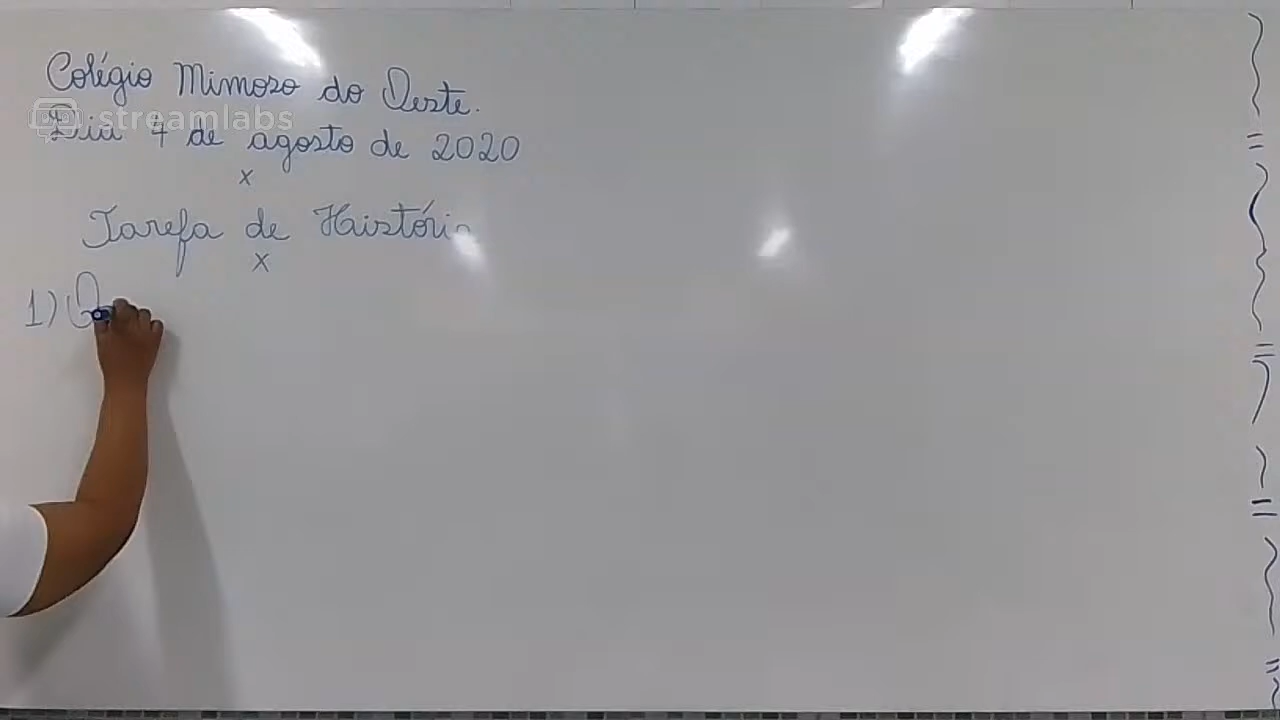 Colégio Mimoso do Oeste.
streamlabs
Dia 4 de agosto de 2020
x
Tarefa de História
x
1) Q